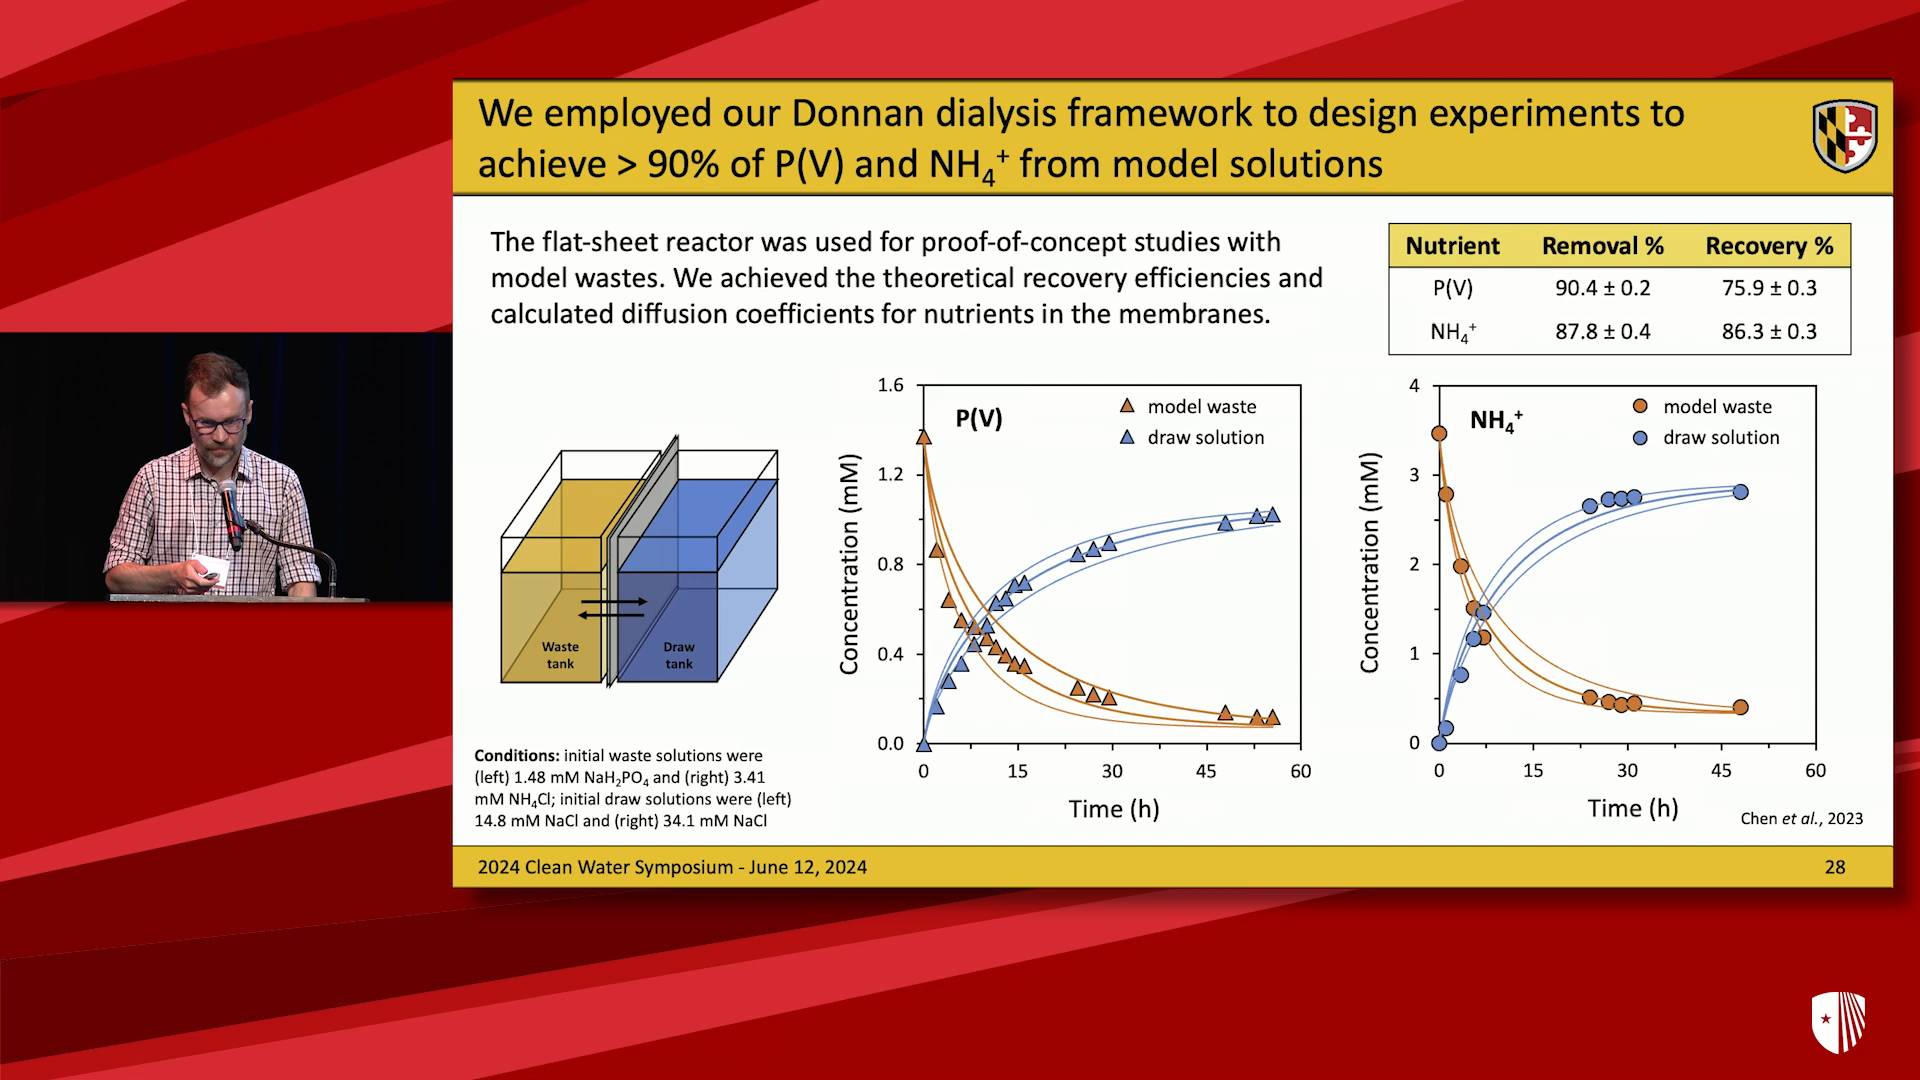 We employed our Donnan dialysis framework to design experiments to
achieve > 90% of P(V) and NH₄⁺ from model solutions
The flat-sheet reactor was used for proof-of-concept studies with
model wastes. We achieved the theoretical recovery efficiencies and
calculated diffusion coefficients for nutrients in the membranes.
Nutrient Removal % Recovery %
P(V) 90.4 ± 0.2 75.9 ± 0.3
NH₄⁺ 87.8 ± 0.4 86.3 ± 0.3
Waste
tank
Draw
tank
Conditions: initial waste solutions were
(left) 1.48 mM NaH₂PO₄ and (right) 3.41
mM NH₄Cl; initial draw solutions were (left)
14.8 mM NaCl and (right) 34.1 mM NaCl
P(V)
model waste
draw solution
Concentration (mM)
1.6
1.2
0.8
0.4
0.0
0 15 30 45 60
Time (h)
NH₄⁺
model waste
draw solution
Concentration (mM)
4
3
2
1
0
0 15 30 45 60
Time (h)
Chen et al., 2023
2024 Clean Water Symposium - June 12, 2024
28